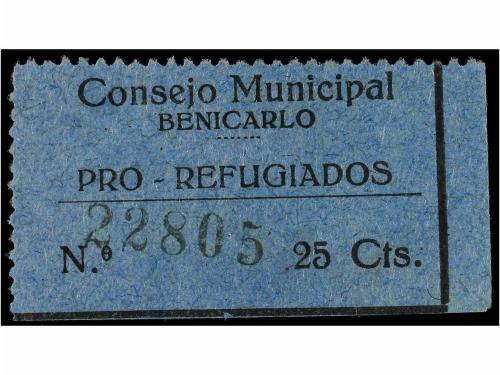 Consejo Municipal
BENICARLO
PRO - REFUGIADOS
N.º 22805 25 Cts.